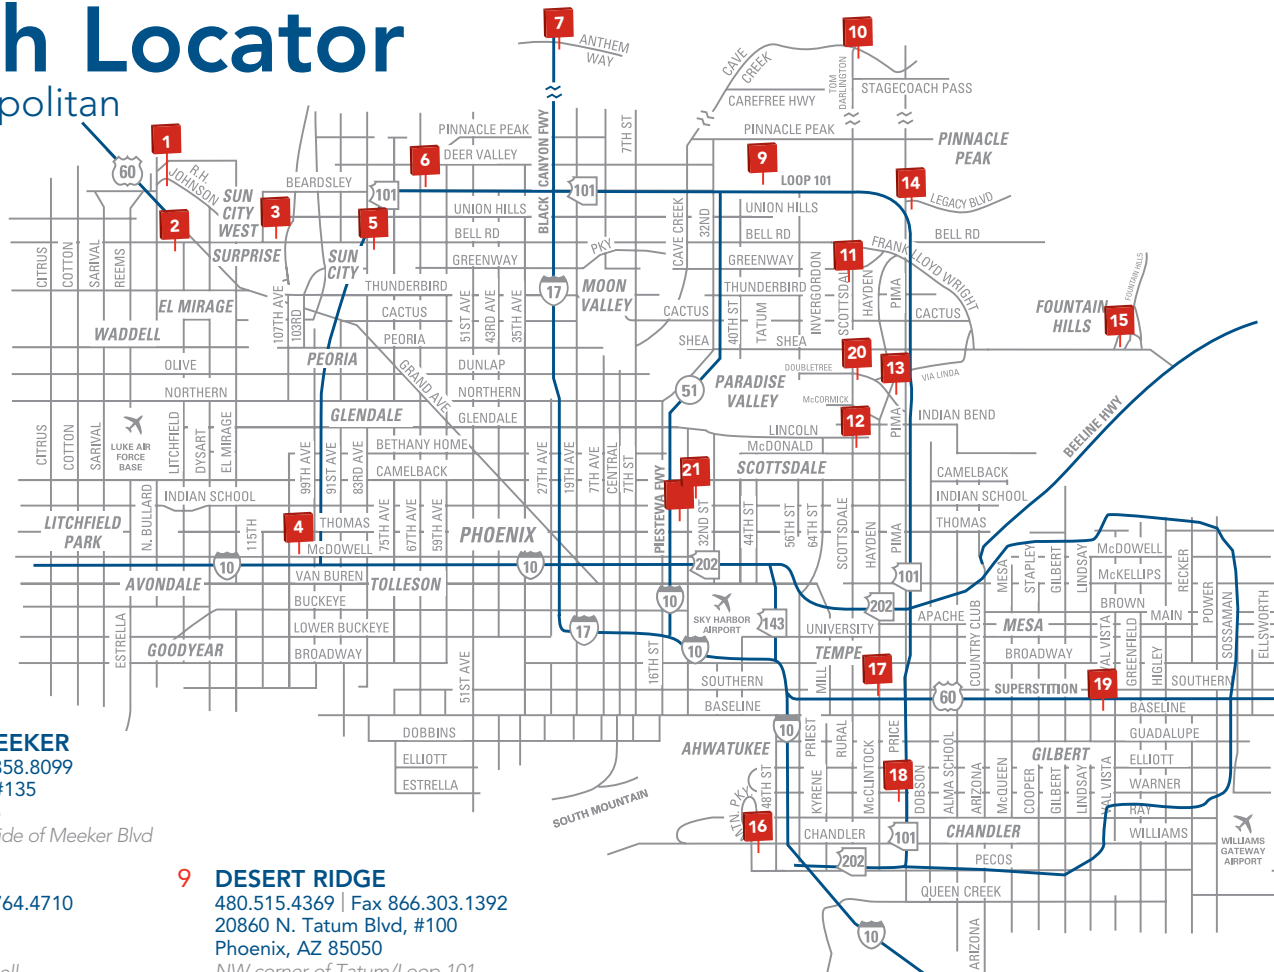 h Locator
politan
7
ANTHEM
WAY
10
CAVE
CREEK
TOM
DARLINGTON
STAGECOACH PASS
CAREFREE HWY
1
60
R.H.
JOHNSON
PINNACLE PEAK
DEER VALLEY
6
BLACK CANYON FWY
7TH ST
PINNACLE PEAK
PINNACLE
PEAK
9
LOOP 101
14
LEGACY BLVD
BEARDSLEY
101
101
SUN
CITY
WEST
3
2
5
UNION HILLS
BELL RD
GREENWAY
PKY
CAVE CREEK
32ND
UNION HILLS
BELL RD
GREENWAY
THUNDERBIRD
11
FRANK LLOYD WRIGHT
BELL RD
SURPRISE
SUN
CITY
CITRUS
COTTON
SARIVAL
REEMS
EL MIRAGE
WADDELL
107TH AVE
103RD
THUNDERBIRD
CACTUS
PEORIA
51ST AVE
43RD AVE
35TH AVE
17
MOON
VALLEY
CACTUS
SHEA
40TH ST
TATUM
SHEA
INVERGORDON
SCOTTSDALE
HAYDEN
PIMA
CACTUS
FOUNTAIN
HILLS
FOUNTAIN HILLS
15
OLIVE
NORTHERN
PEORIA
GRAND AVE
DUNLAP
NORTHERN
GLENDALE
GLENDALE
BETHANY HOME
CAMELBACK
51
PARADISE
VALLEY
20
DOUBLETREE
13
VIA LINDA
McCORMICK
12
PIMA
INDIAN BEND
LINCOLN
McDONALD
SCOTTSDALE
BEELINE HWY
CITRUS
COTTON
SARIVAL
LUKE AIR
FORCE
BASE
LITCHFIELD
DYSART
EL MIRAGE
N. BULLARD
INDIAN SCHOOL
115TH
99TH AVE
91ST AVE
83RD AVE
75TH AVE
67TH AVE
59TH AVE
27TH AVE
19TH AVE
7TH AVE
CENTRAL
7TH ST
PIESTEWA FWY
21
32ND ST
44TH ST
56TH ST
64TH ST
SCOTTSDALE
HAYDEN
PIMA
CAMELBACK
INDIAN SCHOOL
THOMAS
LITCHFIELD
PARK
4
THOMAS
McDOWELL
PHOENIX
10
10
202
AVONDALE
VAN BUREN
TOLLESON
BUCKEYE
LOWER BUCKEYE
BROADWAY
ESTRELLA
GOODYEAR
51ST AVE
17
10
10
16TH ST
SKY HARBOR
AIRPORT
143
101
202
UNIVERSITY
APACHE
TEMPE
MILL
17
SOUTHERN
BASELINE
COUNTRY CLUB
MESA
STAPLEY
GILBERT
LINDSAY
McDOWELL
McKELLIPS
BROWN
MAIN
RECKER
POWER
SOSSAMAN
ELLSWORTH
MESA
BROADWAY
VAL VISTA
GREENFIELD
HIGLEY
SOUTHERN
60
SUPERSTITION
19
BASELINE
GUADALUPE
ELLIOTT
WARNER
RAY
WILLIAMS
DOBBINS
ELLIOTT
ESTRELLA
SOUTH MOUNTAIN
AHWATUKEE
10
48TH ST
MTN. PKY
16
PRIEST
KYRENE
RURAL
McCLINTOCK
PRICE
18
DOBSON
ALMA SCHOOL
ARIZONA
McQUEEN
COOPER
GILBERT
LINDSAY
VAL VISTA
GILBERT
CHANDLER
101
CHANDLER
202
PECOS
QUEEN CREEK
ARIZONA
10
WILLIAMS
GATEWAY
AIRPORT
EEKER
358.8099
#135
ide of Meeker Blvd
764.4710
9 DESERT RIDGE
480.515.4369 | Fax 866.303.1392
20860 N. Tatum Blvd, #100
Phoenix, AZ 85050
NW corner of Tatum/Loop 101